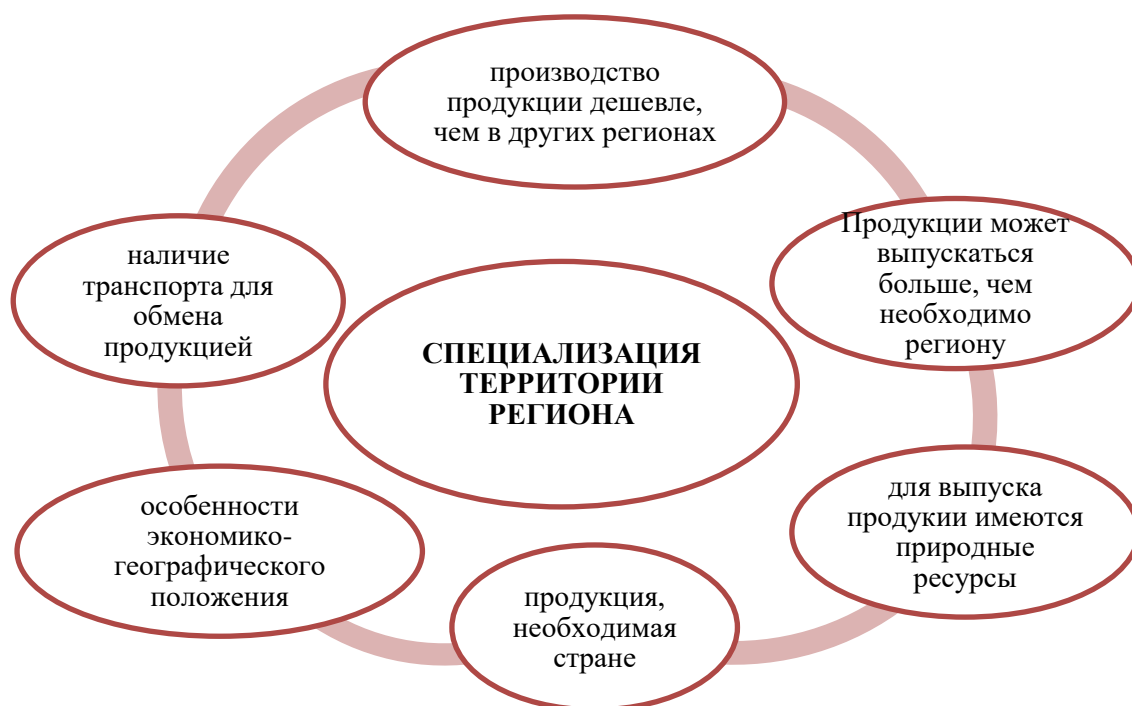 производство
продукции дешевле,
чем в других регионах
Продукции может
выпускаться
больше, чем
необходимо
региону
для выпуска
продукии имеются
природные
ресурсы
продукция,
необходимая
стране
особенности
экономико-
географического
положения
наличие
транспорта для
обмена
продукцией
СПЕЦИАЛИЗАЦИЯ
ТЕРРИТОРИИ
РЕГИОНА